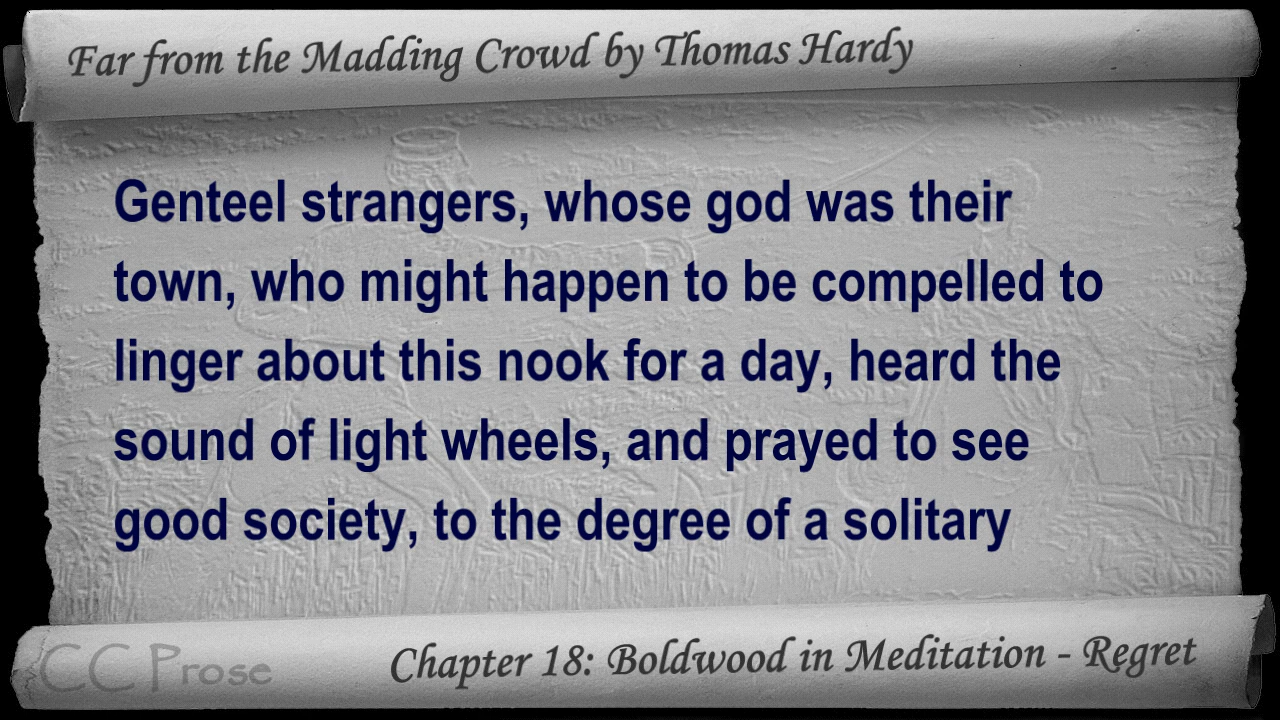 Far from the Madding Crowd by Thomas Hardy
Genteel strangers, whose god was their
town, who might happen to be compelled to
linger about this nook for a day, heard the
sound of light wheels, and prayed to see
good society, to the degree of a solitary
CC Prose
Chapter 18: Boldwood in Meditation - Regret